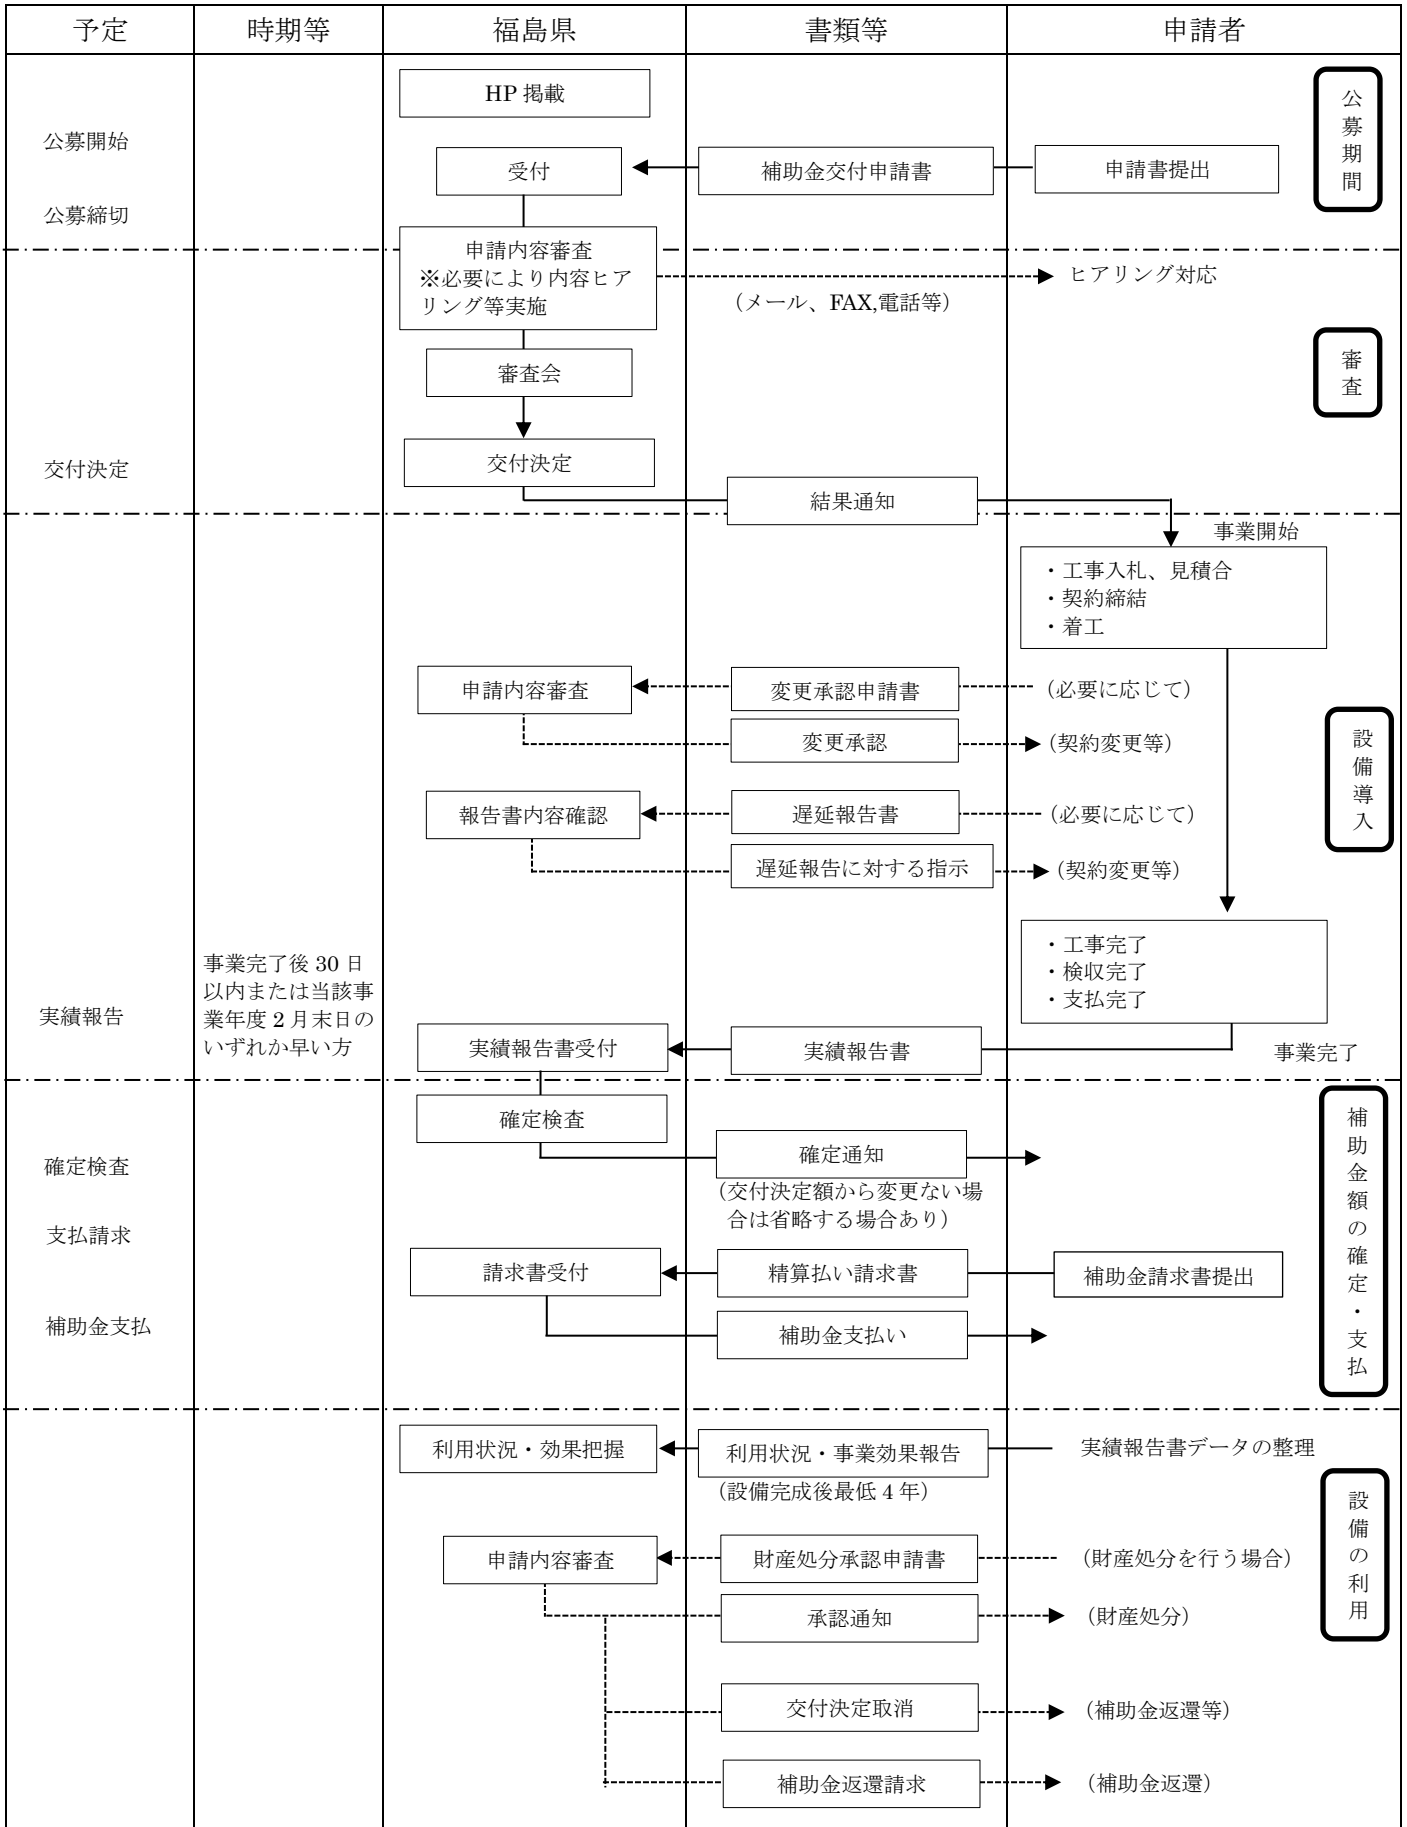 予定
時期等
福島県
書類等
申請者
HP 掲載
公募期間
公募開始
受付
補助金交付申請書
申請書提出
公募締切
申請内容審査
※必要により内容ヒア
リング等実施
ヒアリング対応
（メール、FAX,電話等）
審査会
審査
交付決定
交付決定
結果通知
事業開始
・工事入札、見積合
・契約締結
・着工
申請内容審査
変更承認申請書
（必要に応じて）
変更承認
（契約変更等）
設備導入
報告書内容確認
遅延報告書
（必要に応じて）
遅延報告に対する指示
（契約変更等）
・工事完了
・検収完了
・支払完了
実績報告
事業完了後 30 日
以内または当該事
業年度 2 月末日の
いずれか早い方
実績報告書受付
実績報告書
事業完了
確定検査
補助金額の確定・支払
確定検査
確定通知
（交付決定額から変更ない場
合は省略する場合あり）
支払請求
請求書受付
精算払い請求書
補助金請求書提出
補助金支払
補助金支払い
利用状況・効果把握
利用状況・事業効果報告
実績報告書データの整理
（設備完成後最低 4 年）
設備の利用
申請内容審査
財産処分承認申請書
（財産処分を行う場合）
承認通知
（財産処分）
交付決定取消
（補助金返還等）
補助金返還請求
（補助金返還）